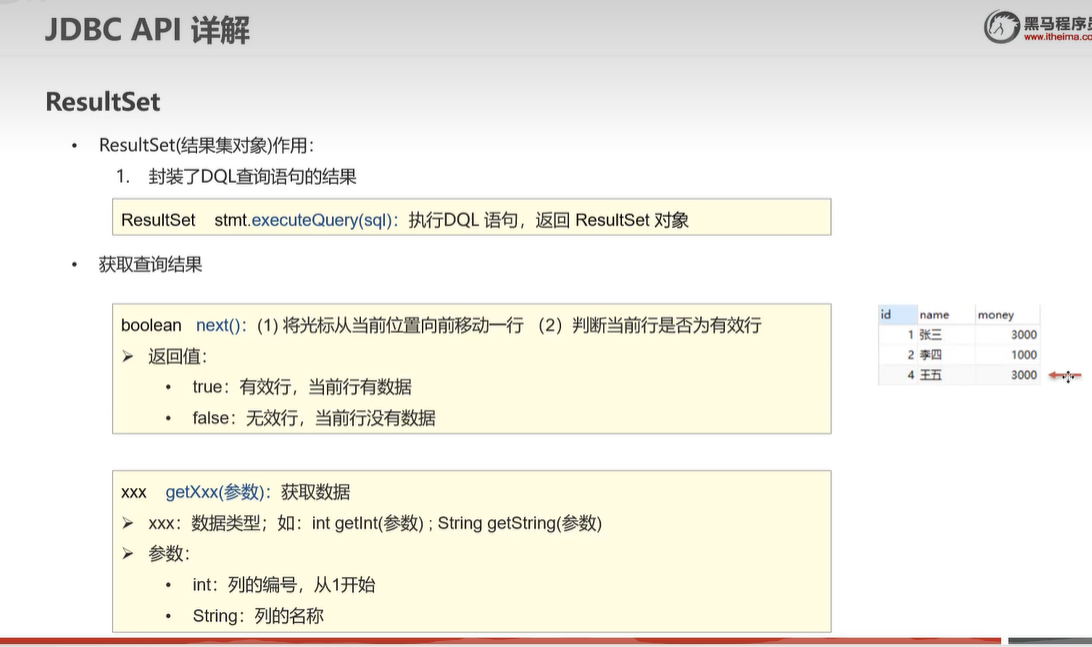 JDBC API 详解
黑马程序员
www.itheima.co
ResultSet
• ResultSet(结果集对象)作用：
1. 封装了DQL查询语句的结果
ResultSet stmt.executeQuery(sql)：执行DQL 语句，返回 ResultSet 对象
• 获取查询结果
boolean next()：(1) 将光标从当前位置向前移动一行 （2）判断当前行是否为有效行
➢ 返回值：
• true：有效行，当前行有数据
• false：无效行，当前行没有数据
id name money
1 张三 3000
2 李四 1000
4 王五 3000
xxx getXxx(参数)：获取数据
➢ xxx：数据类型；如：int getInt(参数) ; String getString(参数)
➢ 参数：
• int：列的编号，从1开始
• String：列的名称